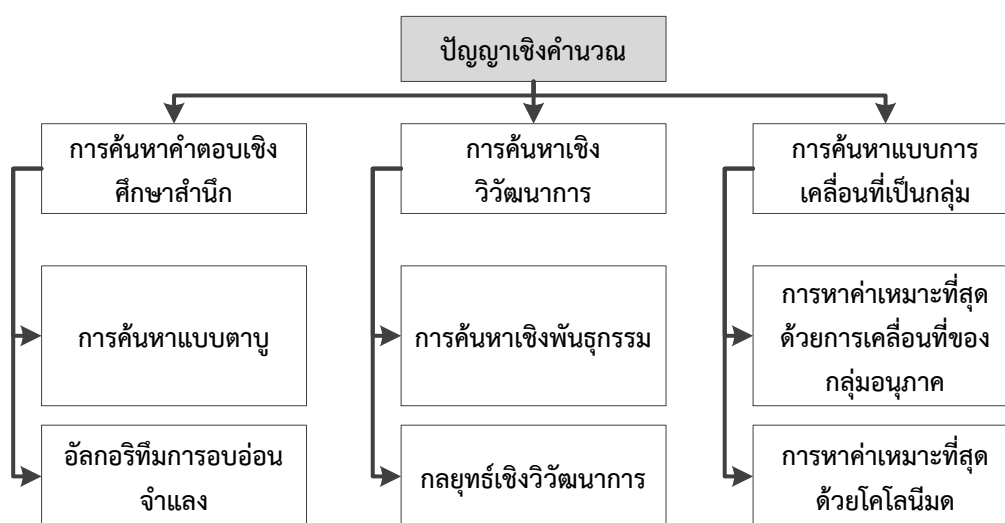 ปัญญาเชิงคำนวณ
การค้นหาคำตอบเชิง
ศึกษาสำนึก
การค้นหาเชิง
วิวัฒนาการ
การค้นหาแบบการ
เคลื่อนที่เป็นกลุ่ม
การค้นหาแบบตาบู
การค้นหาเชิงพันธุกรรม
การหาค่าเหมาะที่สุด
ด้วยการเคลื่อนที่ของ
กลุ่มอนุภาค
อัลกอริทึมการอบอ่อน
จำแลง
กลยุทธ์เชิงวิวัฒนาการ
การหาค่าเหมาะที่สุด
ด้วยโคโลนีมด